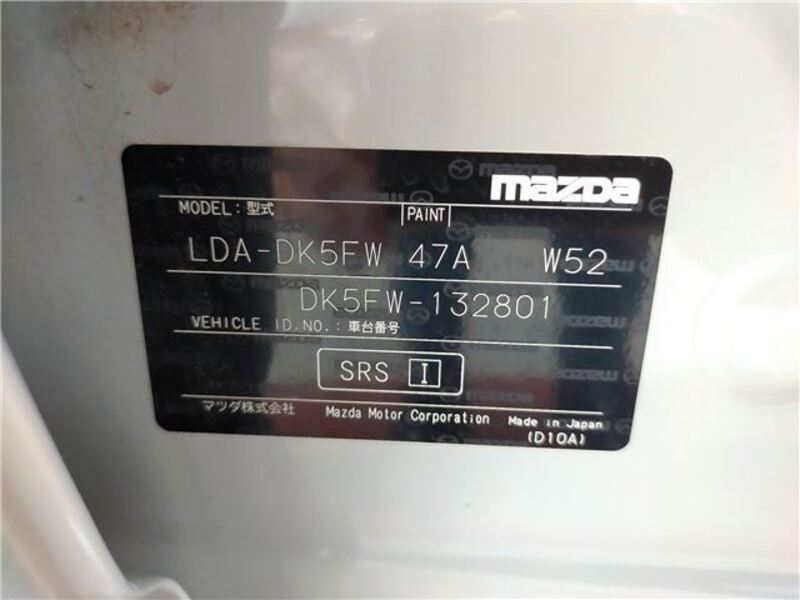 mazda
MODEL：型式 PAINT
LDA-DK5FW 47A W52
DK5FW-132801
VEHICLE I.D.NO.：車台番号
SRS I
マツダ株式会社 Mazda Motor Corporation Made in Japan
(D10A)